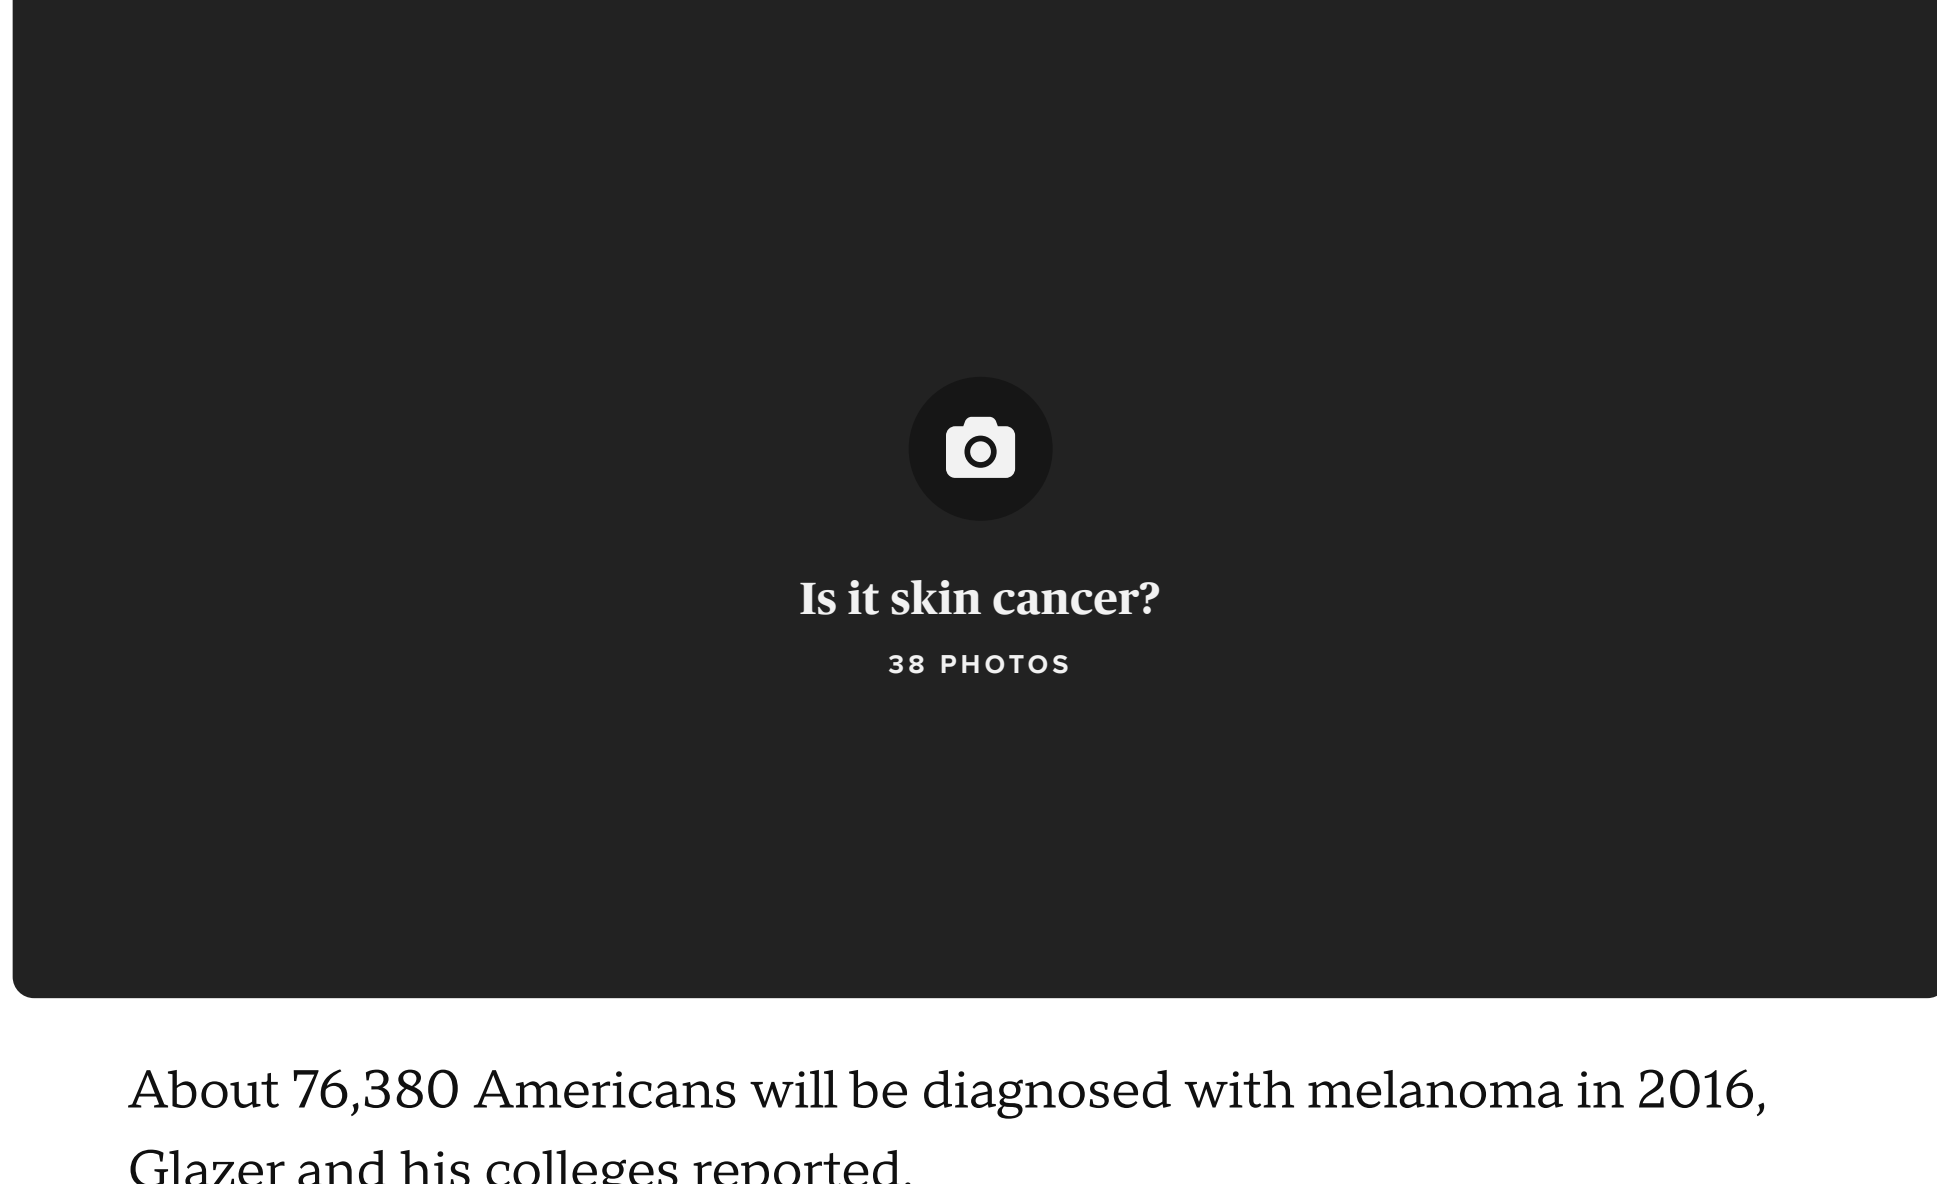 Is it skin cancer?
38 PHOTOS
About 76,380 Americans will be diagnosed with melanoma in 2016,
Glazer and his colleges reported.